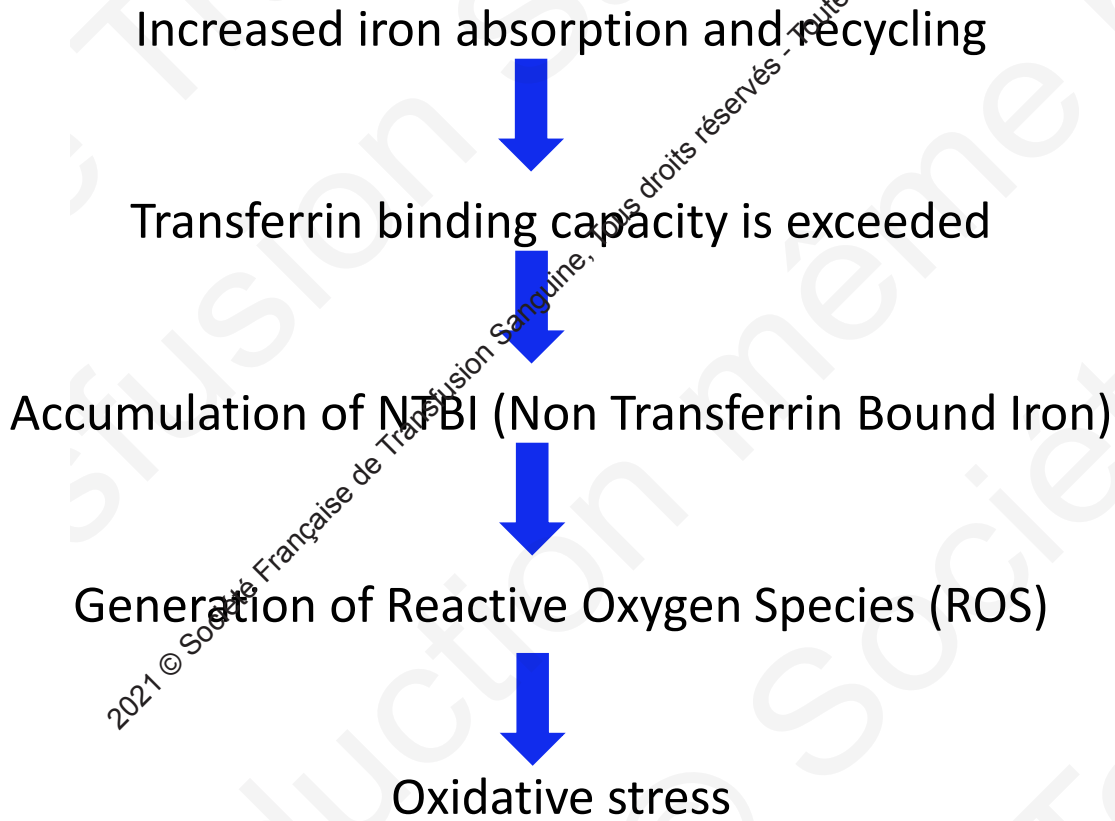 Increased iron absorption and recycling
Transferrin binding capacity is exceeded
Accumulation of NTBI (Non Transferrin Bound Iron)
Generation of Reactive Oxygen Species (ROS)
Oxidative stress
2021 © Société Française de Transfusion Sanguine, Tous droits réservés - Toute